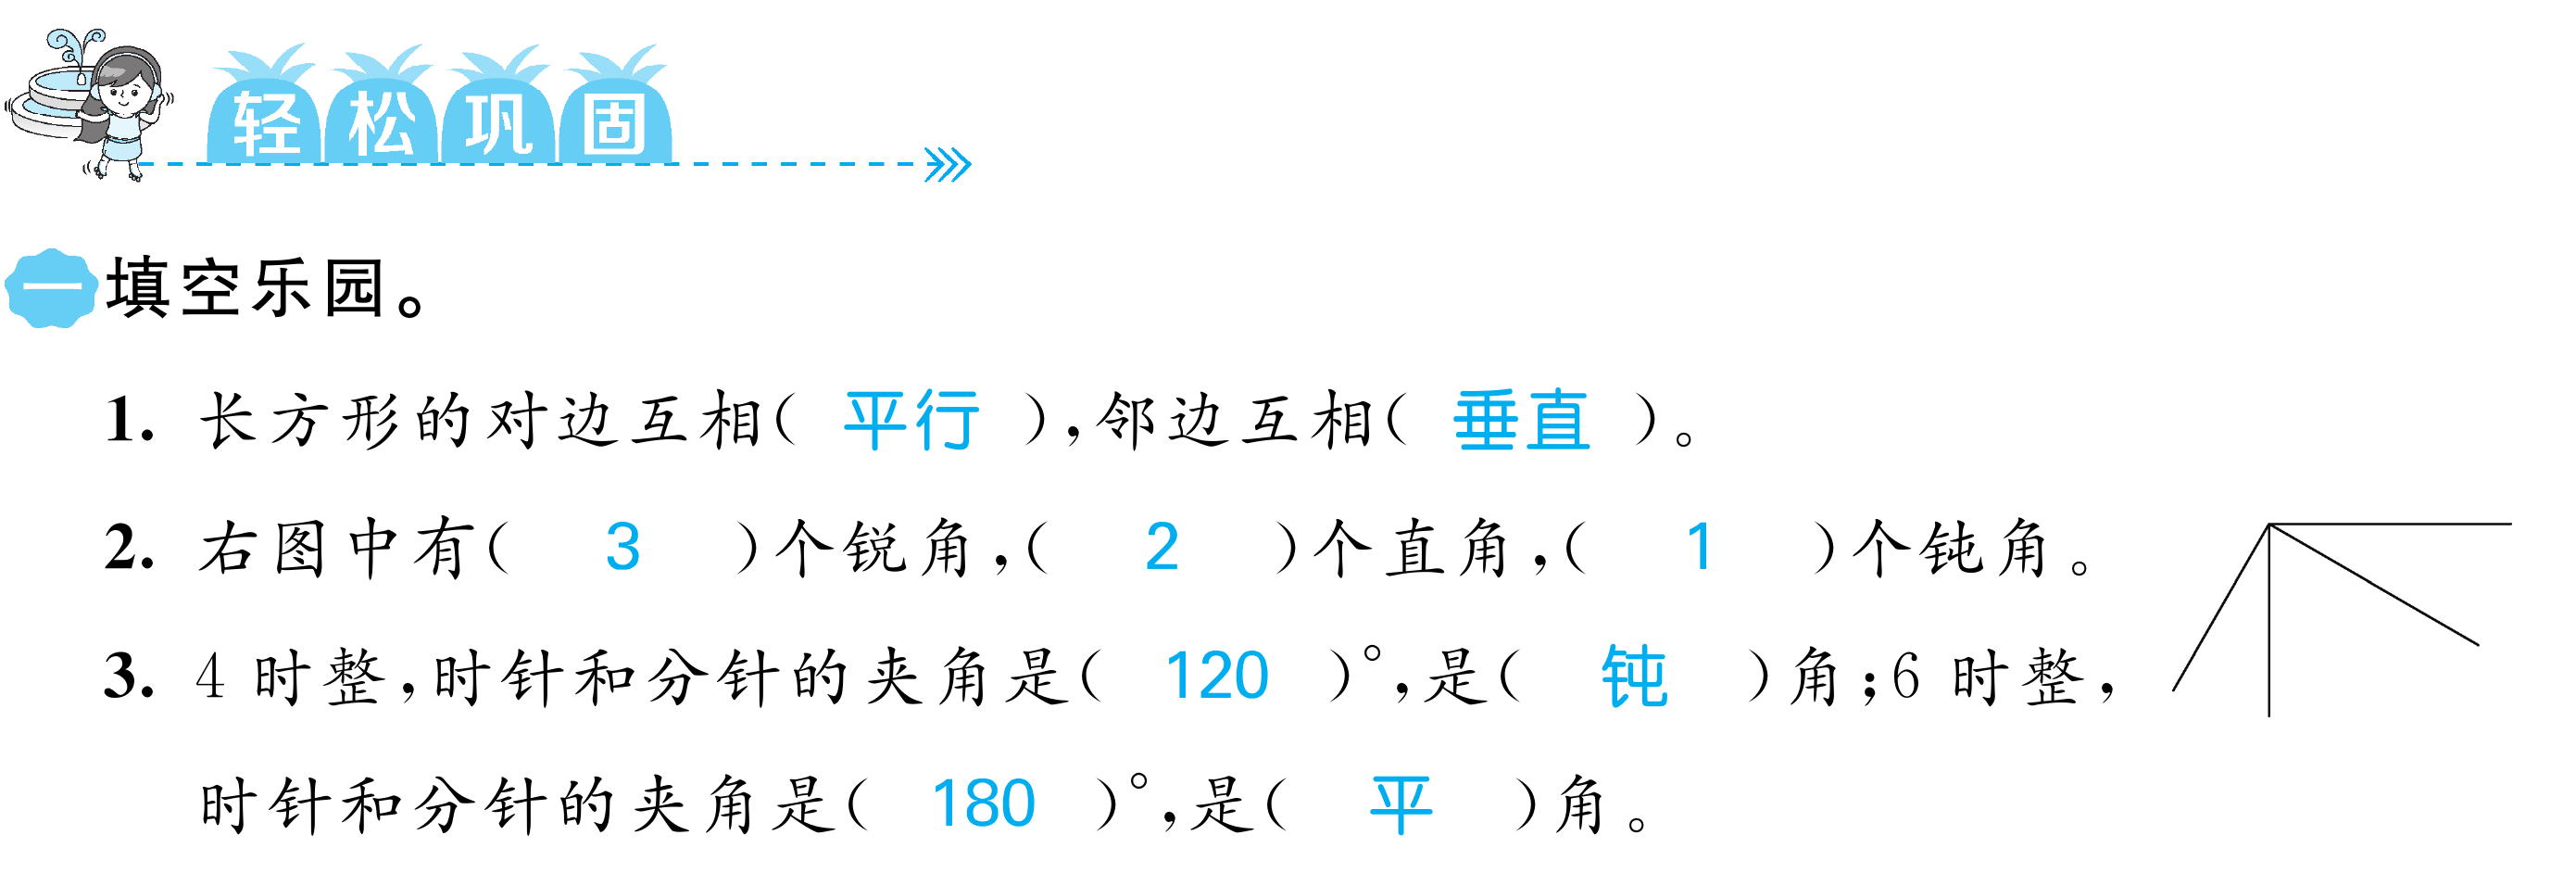 轻松巩固
一 填空乐园。
1. 长方形的对边互相( 平行 ),邻边互相( 垂直 )。
2. 右图中有( 3 )个锐角,( 2 )个直角,( 1 )个钝角。
3. 4 时整,时针和分针的夹角是( 120 )°,是( 钝 )角;6 时整,
时针和分针的夹角是( 180 )°,是( 平 )角。